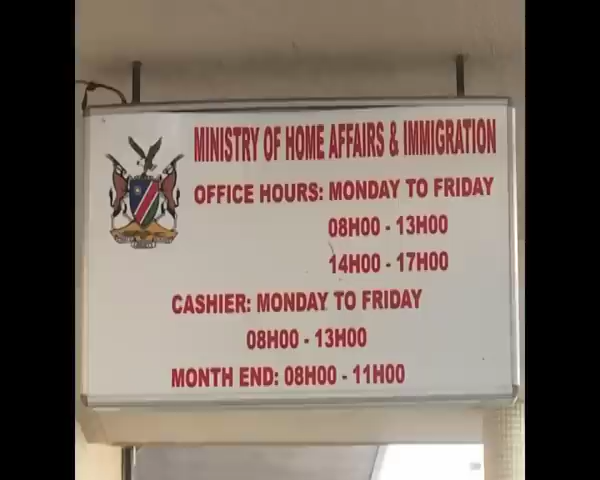 MINISTRY OF HOME AFFAIRS & IMMIGRATION
OFFICE HOURS: MONDAY TO FRIDAY
08H00 - 13H00
14H00 - 17H00
CASHIER: MONDAY TO FRIDAY
08H00 - 13H00
MONTH END: 08H00 - 11H00